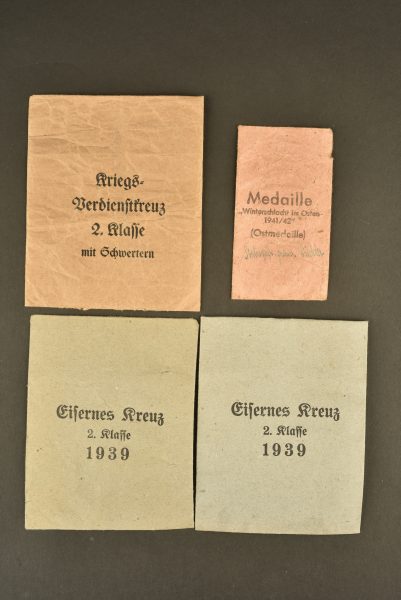 Kriegs-
Verdienstkreuz
2. Klasse
mit Schwertern
Medaille
„Winterschlacht im Osten
1941/42"
(Ostmedaille)
Eisernes Kreuz
2. Klasse
1939
Eisernes Kreuz
2. Klasse
1939